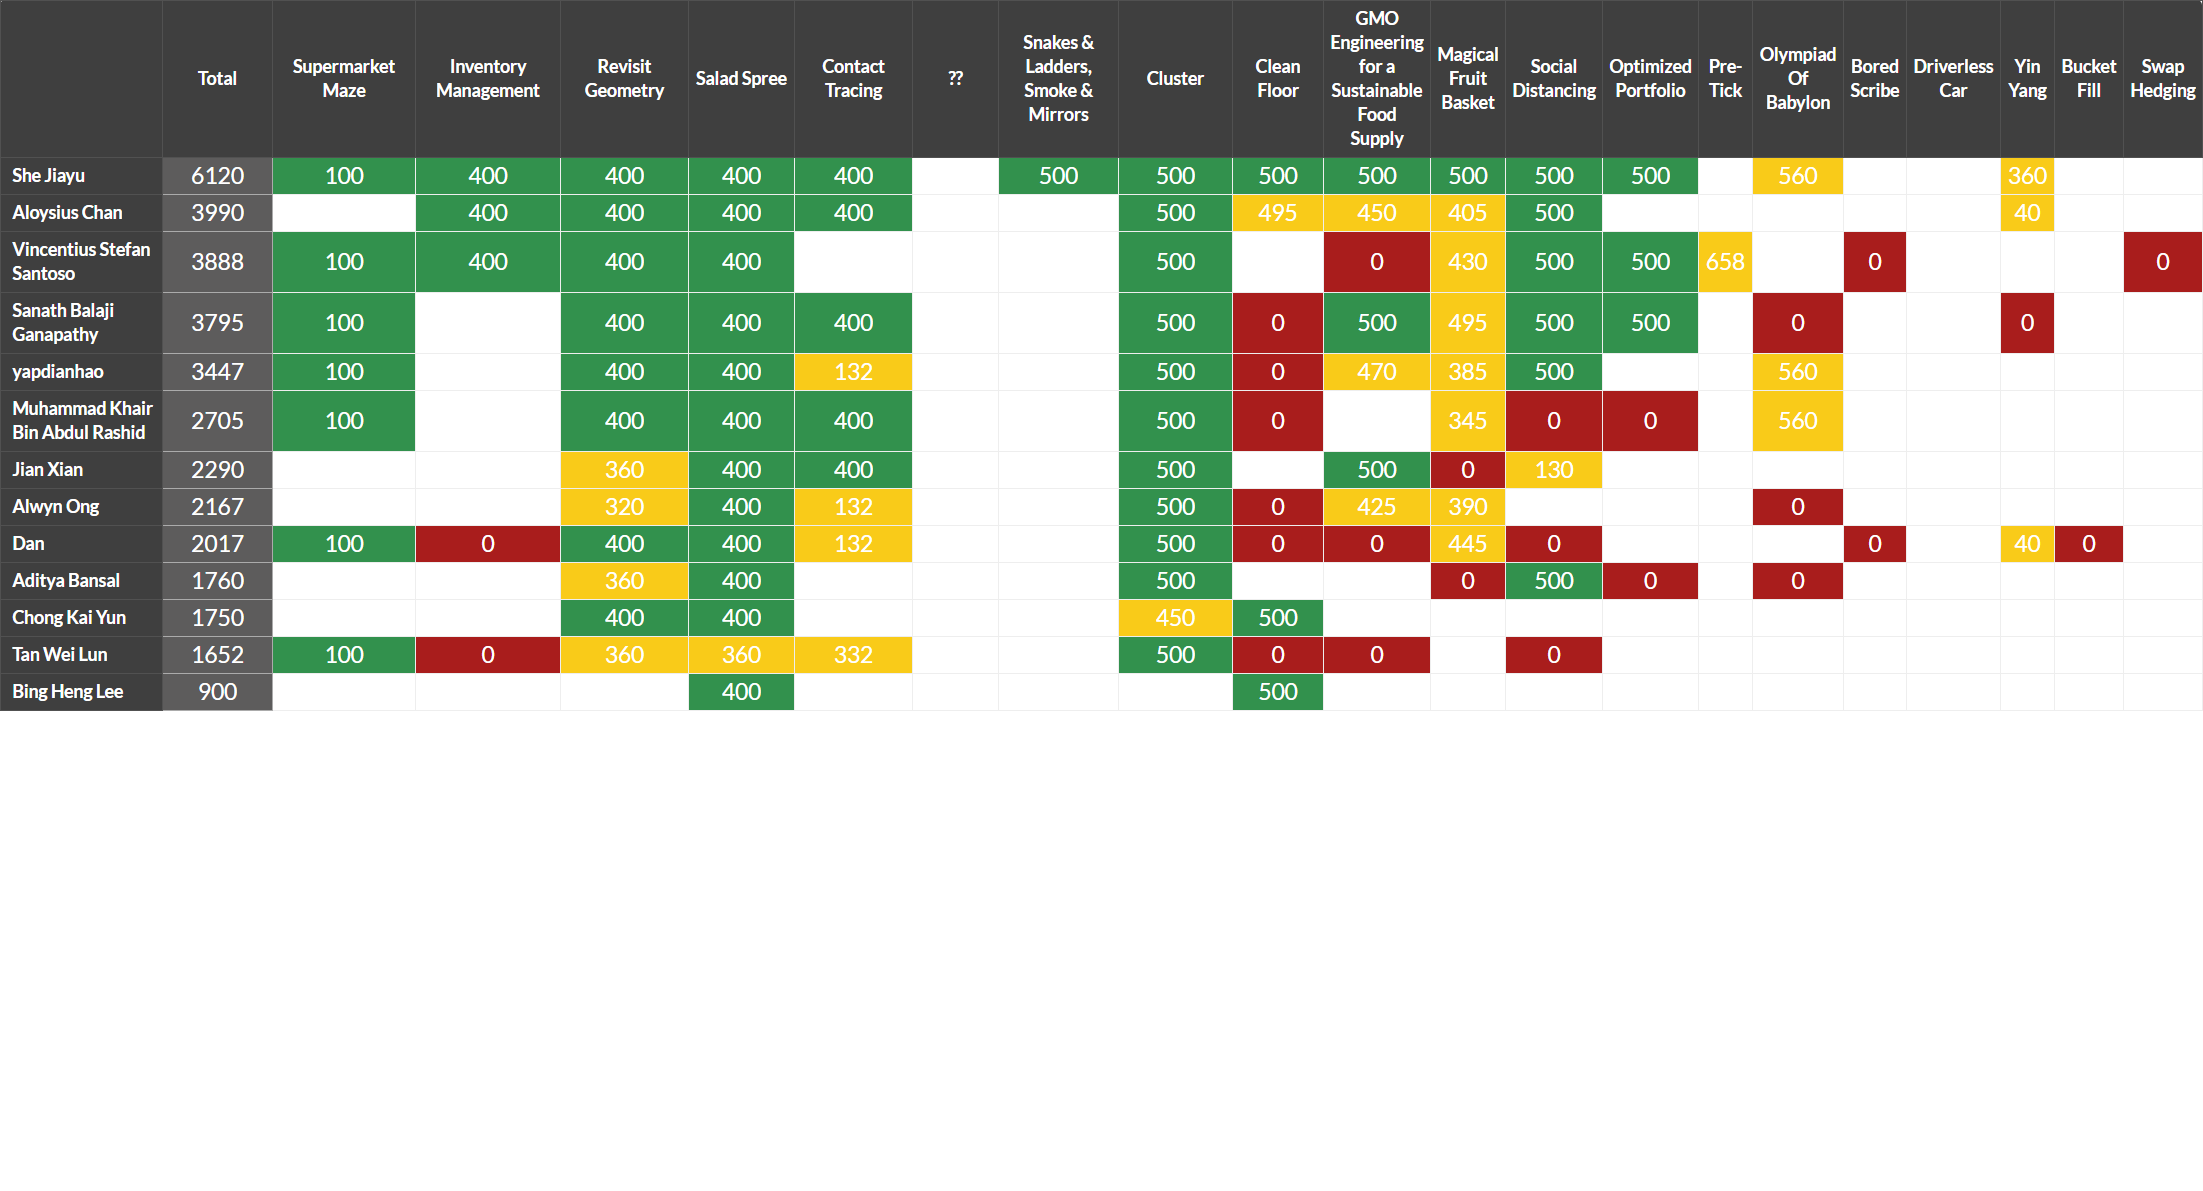 Total Supermarket Maze Inventory Management Revisit Geometry Salad Spree Contact Tracing ?? Snakes & Ladders, Smoke & Mirrors Cluster Clean Floor GMO Engineering for a Sustainable Food Supply Magical Fruit Basket Social Distancing Optimized Portfolio Pre-Tick Olympiad Of Babylon Bored Scribe Driverless Car Yin Yang Bucket Fill Swap Hedging
She Jiayu 6120 100 400 400 400 400 500 500 500 500 500 500 500 560 360
Aloysius Chan 3990 400 400 400 400 500 495 450 405 500 40
Vincentius Stefan Santoso 3888 100 400 400 400 500 0 430 500 500 658 0 0
Sanath Balaji Ganapathy 3795 100 400 400 400 500 0 500 495 500 500 0 0
yapdianhao 3447 100 400 400 132 500 0 470 385 500 560
Muhammad Khair Bin Abdul Rashid 2705 100 400 400 400 500 0 345 0 0 560
Jian Xian 2290 360 400 400 500 500 0 130
Alwyn Ong 2167 320 400 132 500 0 425 390 0
Dan 2017 100 0 400 400 132 500 0 0 445 0 0 40 0
Aditya Bansal 1760 360 400 500 0 500 0 0
Chong Kai Yun 1750 400 400 450 500
Tan Wei Lun 1652 100 0 360 360 332 500 0 0 0
Bing Heng Lee 900 400 500